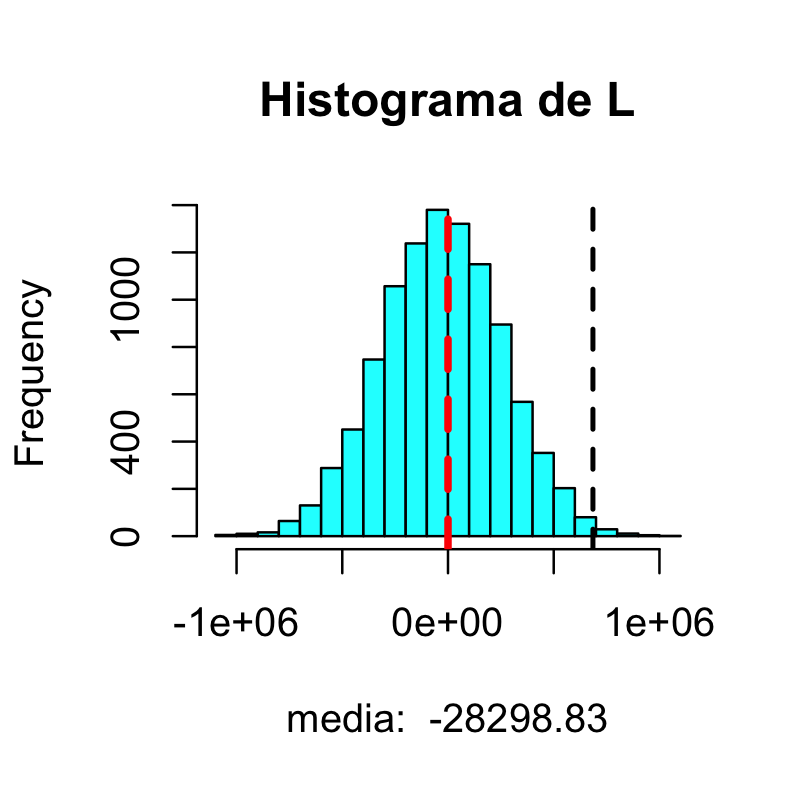 Histograma de L
Frequency
1000
400
0
-1e+06 0e+00 1e+06
media: -28298.83